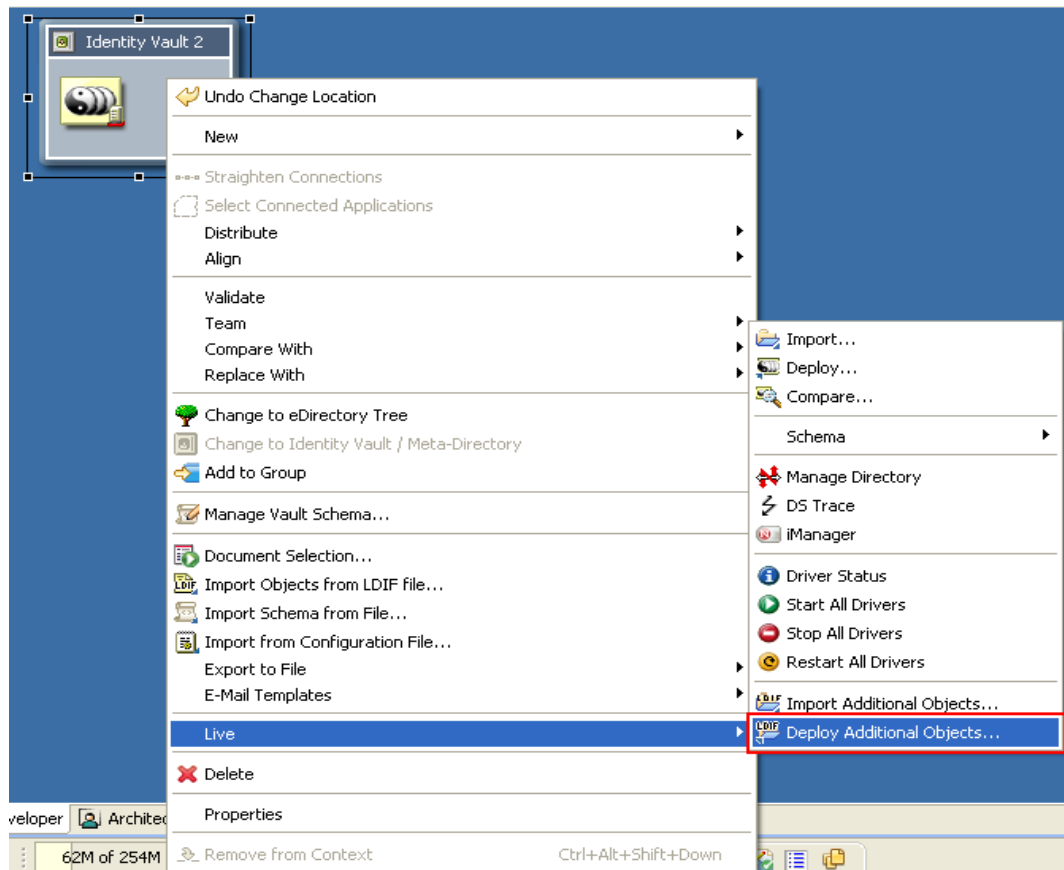 Identity Vault 2
Undo Change Location
New
Straighten Connections
Select Connected Applications
Distribute
Align
Validate
Team
Compare With
Replace With
Change to eDirectory Tree
Change to Identity Vault / Meta-Directory
Add to Group
Manage Vault Schema...
Document Selection...
LDIF
Import Objects from LDIF file...
Import Schema from File...
Import from Configuration File...
Export to File
E-Mail Templates
Live
Delete
Properties
Remove from Context Ctrl+Alt+Shift+Down
Import...
Deploy...
Compare...
Schema
Manage Directory
DS Trace
iManager
Driver Status
Start All Drivers
Stop All Drivers
Restart All Drivers
LDIF
Import Additional Objects...
LDIF
Deploy Additional Objects...
veloper
Architec
62M of 254M